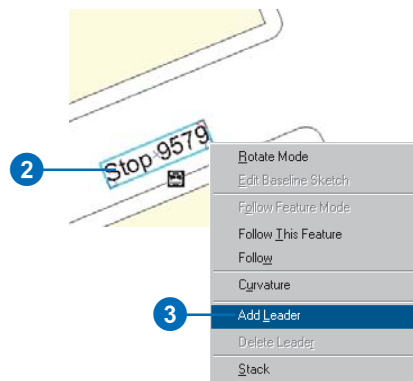 Stop 9579
2
Rotate Mode
Edit Baseline Sketch
Follow Feature Mode
Follow This Feature
Follow
Curvature
3
Add Leader
Delete Leader
Stack